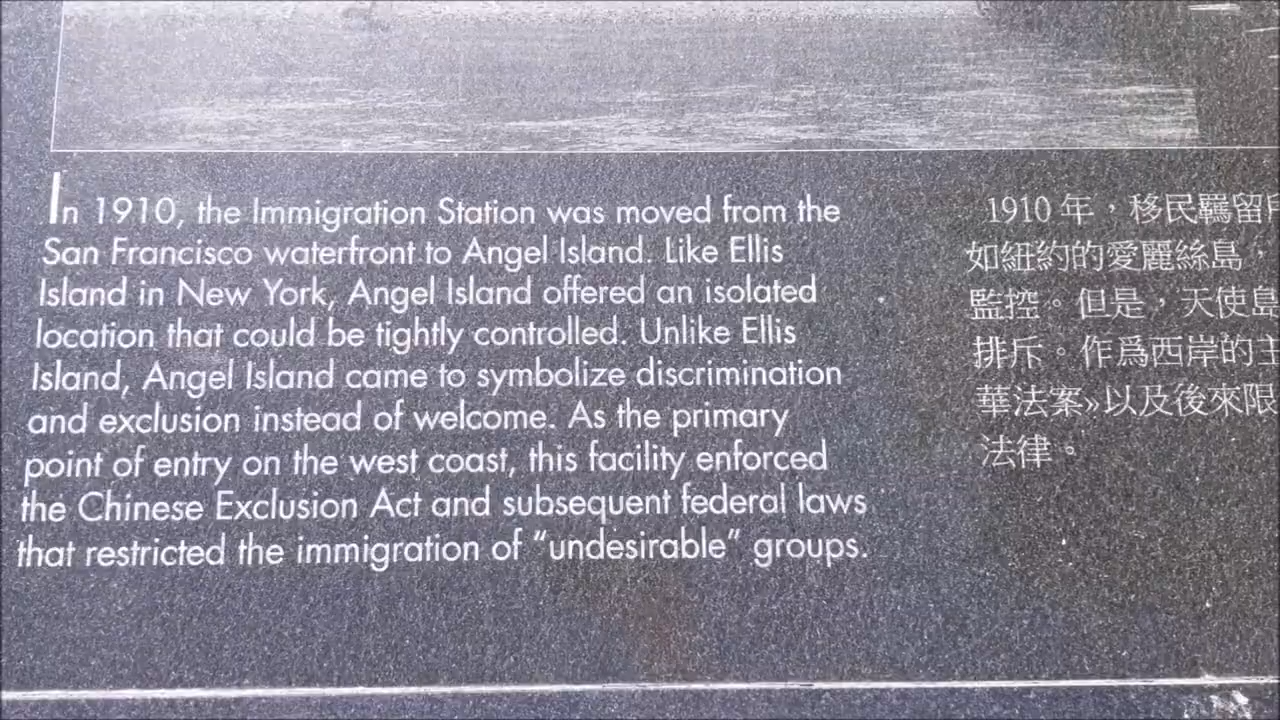 In 1910, the Immigration Station was moved from the
San Francisco waterfront to Angel Island. Like Ellis
Island in New York, Angel Island offered an isolated
location that could be tightly controlled. Unlike Ellis
Island, Angel Island came to symbolize discrimination
and exclusion instead of welcome. As the primary
point of entry on the west coast, this facility enforced
the Chinese Exclusion Act and subsequent federal laws
that restricted the immigration of “undesirable” groups.
1910 年，移民羈留
如紐約的愛麗絲島，
監控。但是，天使島
排斥。作爲西岸的主
華法案»以及後來限
法律。